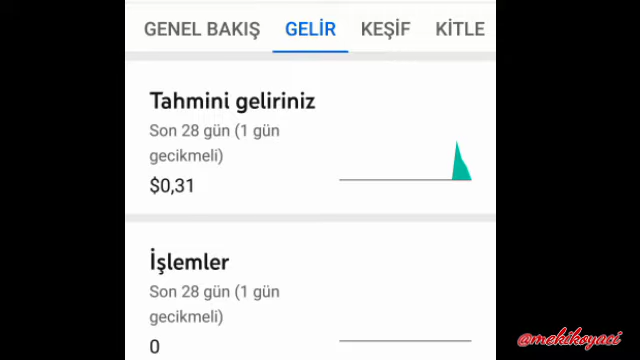 GENEL BAKIŞ GELİR KEŞİF KİTLE
Tahmini geliriniz
Son 28 gün (1 gün
gecikmeli)
$0,31
İşlemler
Son 28 gün (1 gün
gecikmeli)
0
@mekikoyaci